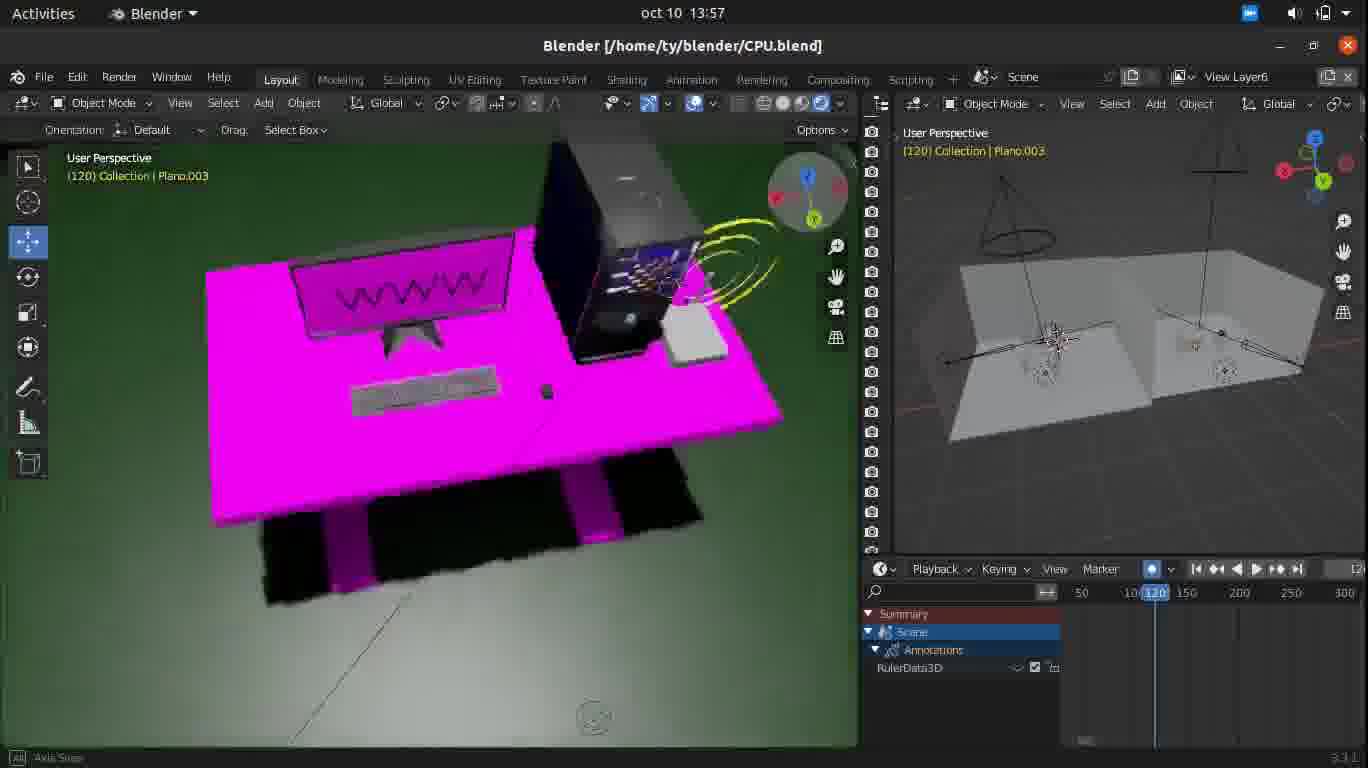 Activities Blender oct 10 13:57
Blender [/home/ty/blender/CPU.blend]
File Edit Render Window Help Layout Modeling Sculpting UV Editing Texture Paint Shading Animation Rendering Compositing Scripting + Scene View Layer6
Object Mode View Select Add Object Global Object Mode View Select Add Object Global
Orientation: Default Drag: Select Box Options
User Perspective
(120) Collection | Plano.003
User Perspective
(120) Collection | Plano.003
Z
X
Y
Playback Keying View Marker
50 120 150 200 250 300
Summary
Scene
Annotations
RulerData3D
Alt Axis Snap 3.3.1